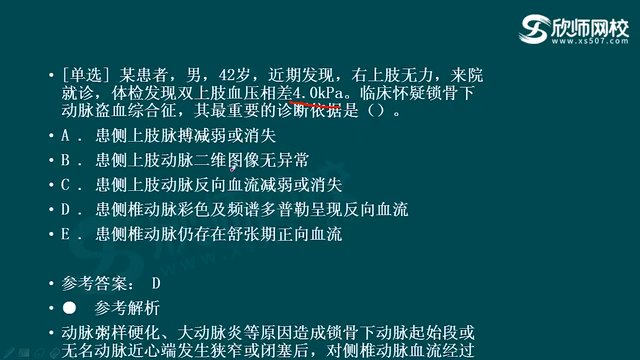 欣师网校
www.xs507.com
• [单选] 某患者，男，42岁，近期发现，右上肢无力，来院
就诊，体检发现双上肢血压相差4.0kPa。临床怀疑锁骨下
动脉盗血综合征，其最重要的诊断依据是（）。
• A . 患侧上肢脉搏减弱或消失
• B . 患侧上肢动脉二维图像无异常
• C . 患侧上肢动脉反向血流减弱或消失
• D . 患侧椎动脉彩色及频谱多普勒呈现反向血流
• E . 患侧椎动脉仍存在舒张期正向血流
• 参考答案： D
• ● 参考解析
• 动脉粥样硬化、大动脉炎等原因造成锁骨下动脉起始段或
无名动脉近心端发生狭窄或闭塞后，对侧椎动脉血流经过